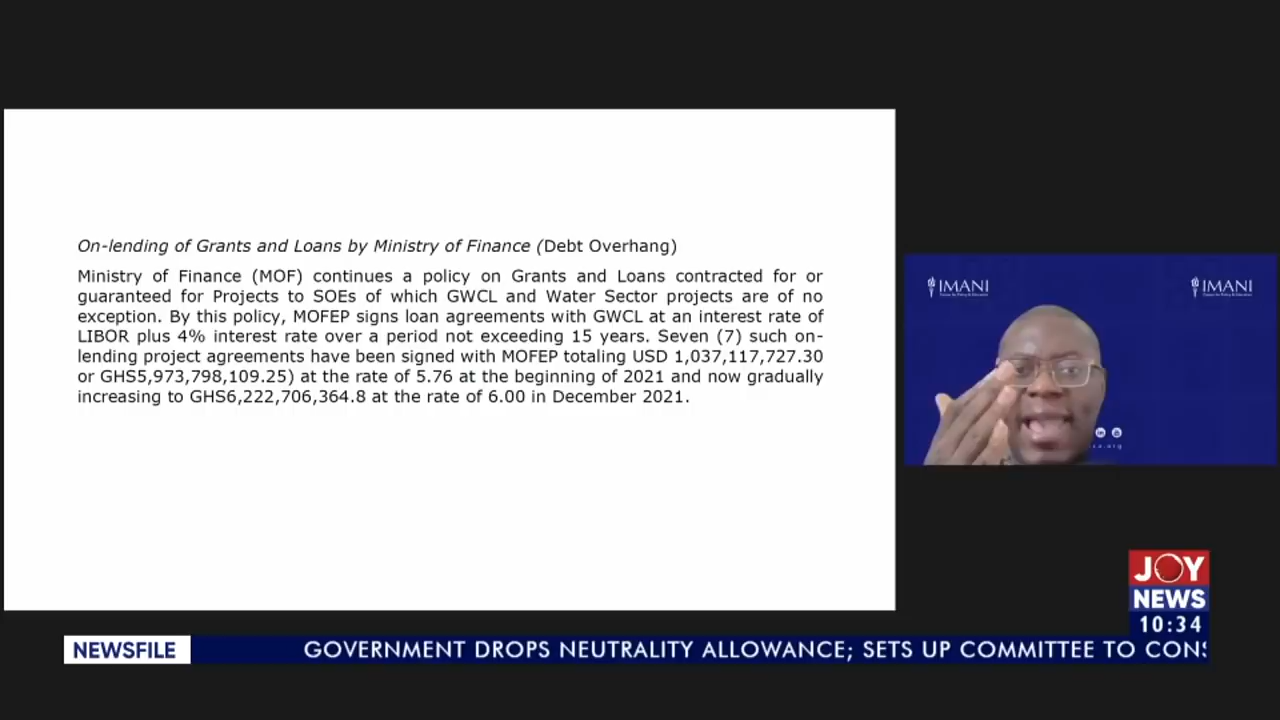 On-lending of Grants and Loans by Ministry of Finance (Debt Overhang)
Ministry of Finance (MOF) continues a policy on Grants and Loans contracted for or
guaranteed for Projects to SOEs of which GWCL and Water Sector projects are of no
exception. By this policy, MOFEP signs loan agreements with GWCL at an interest rate of
LIBOR plus 4% interest rate over a period not exceeding 15 years. Seven (7) such on-
lending project agreements have been signed with MOFEP totaling USD 1,037,117,727.30
or GHS5,973,798,109.25) at the rate of 5.76 at the beginning of 2021 and now gradually
increasing to GHS6,222,706,364.8 at the rate of 6.00 in December 2021.
IMANI
IMANI
JOY
NEWS
10:34
NEWSFILE
GOVERNMENT DROPS NEUTRALITY ALLOWANCE; SETS UP COMMITTEE TO CONS